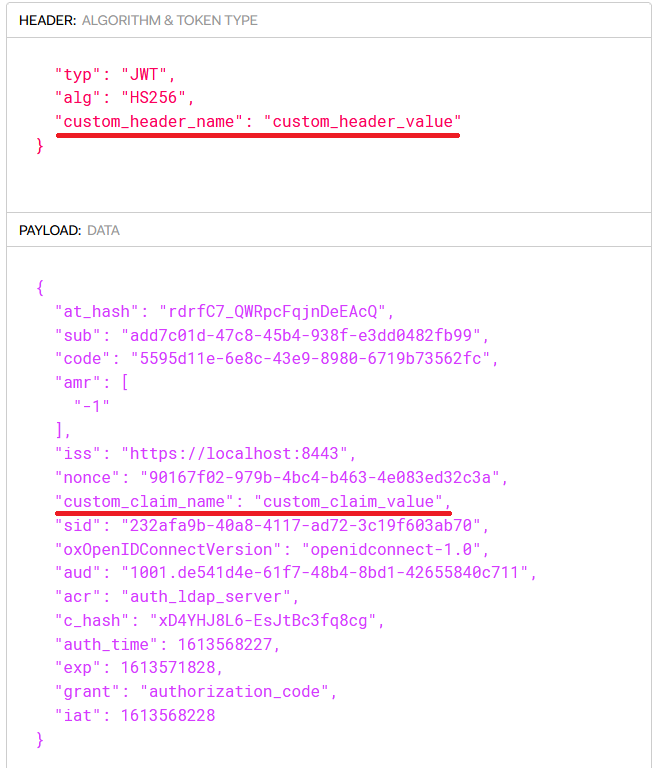 HEADER: ALGORITHM & TOKEN TYPE
"typ": "JWT",
"alg": "HS256",
"custom_header_name": "custom_header_value"
}
PAYLOAD: DATA
{
"at_hash": "rdrfC7_QWRpcFqjnDeEAcQ",
"sub": "add7c01d-47c8-45b4-938f-e3dd0482fb99",
"code": "5595d11e-6e8c-43e9-8980-6719b73562fc",
"amr": [
"-1"
],
"iss": "https://localhost:8443",
"nonce": "90167f02-979b-4bc4-b463-4e083ed32c3a",
"custom_claim_name": "custom_claim_value",
"sid": "232afa9b-40a8-4117-ad72-3c19f603ab70",
"oxOpenIDConnectVersion": "openidconnect-1.0",
"aud": "1001.de541d4e-61f7-48b4-8bd1-42655840c711",
"acr": "auth_ldap_server",
"c_hash": "xD4YHJ8L6-EsJtBc3fq8cg",
"auth_time": 1613568227,
"exp": 1613571828,
"grant": "authorization_code",
"iat": 1613568228
}